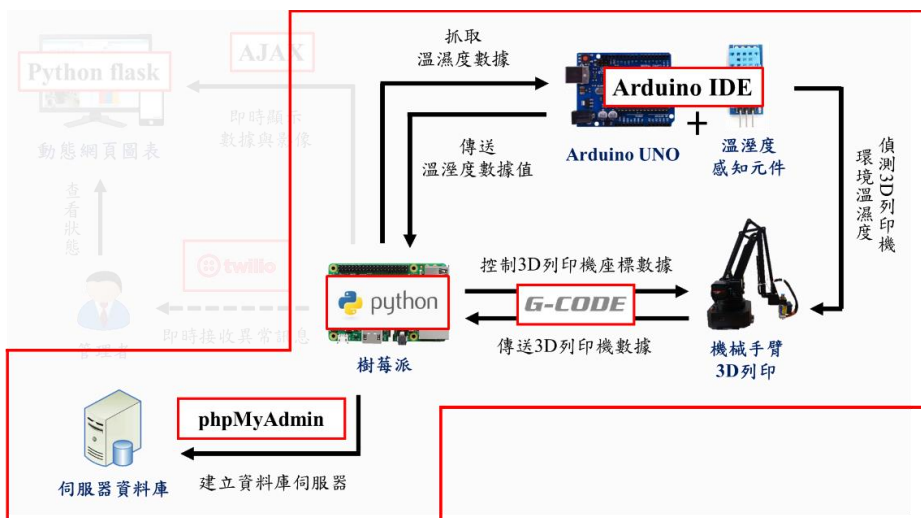 AJAX
Python flask
即時顯示
數據與影像
動態網頁圖表
查看狀態
twilio
即時接收異常訊息
管理者
抓取
溫濕度數據
傳送
溫溼度數據值
Arduino IDE
+
Arduino UNO
溫溼度
感知元件
偵測3D列印機
環境溫濕度
python
樹莓派
控制3D列印機座標數據
G-CODE
傳送3D列印機數據
機械手臂
3D列印
phpMyAdmin
伺服器資料庫
建立資料庫伺服器